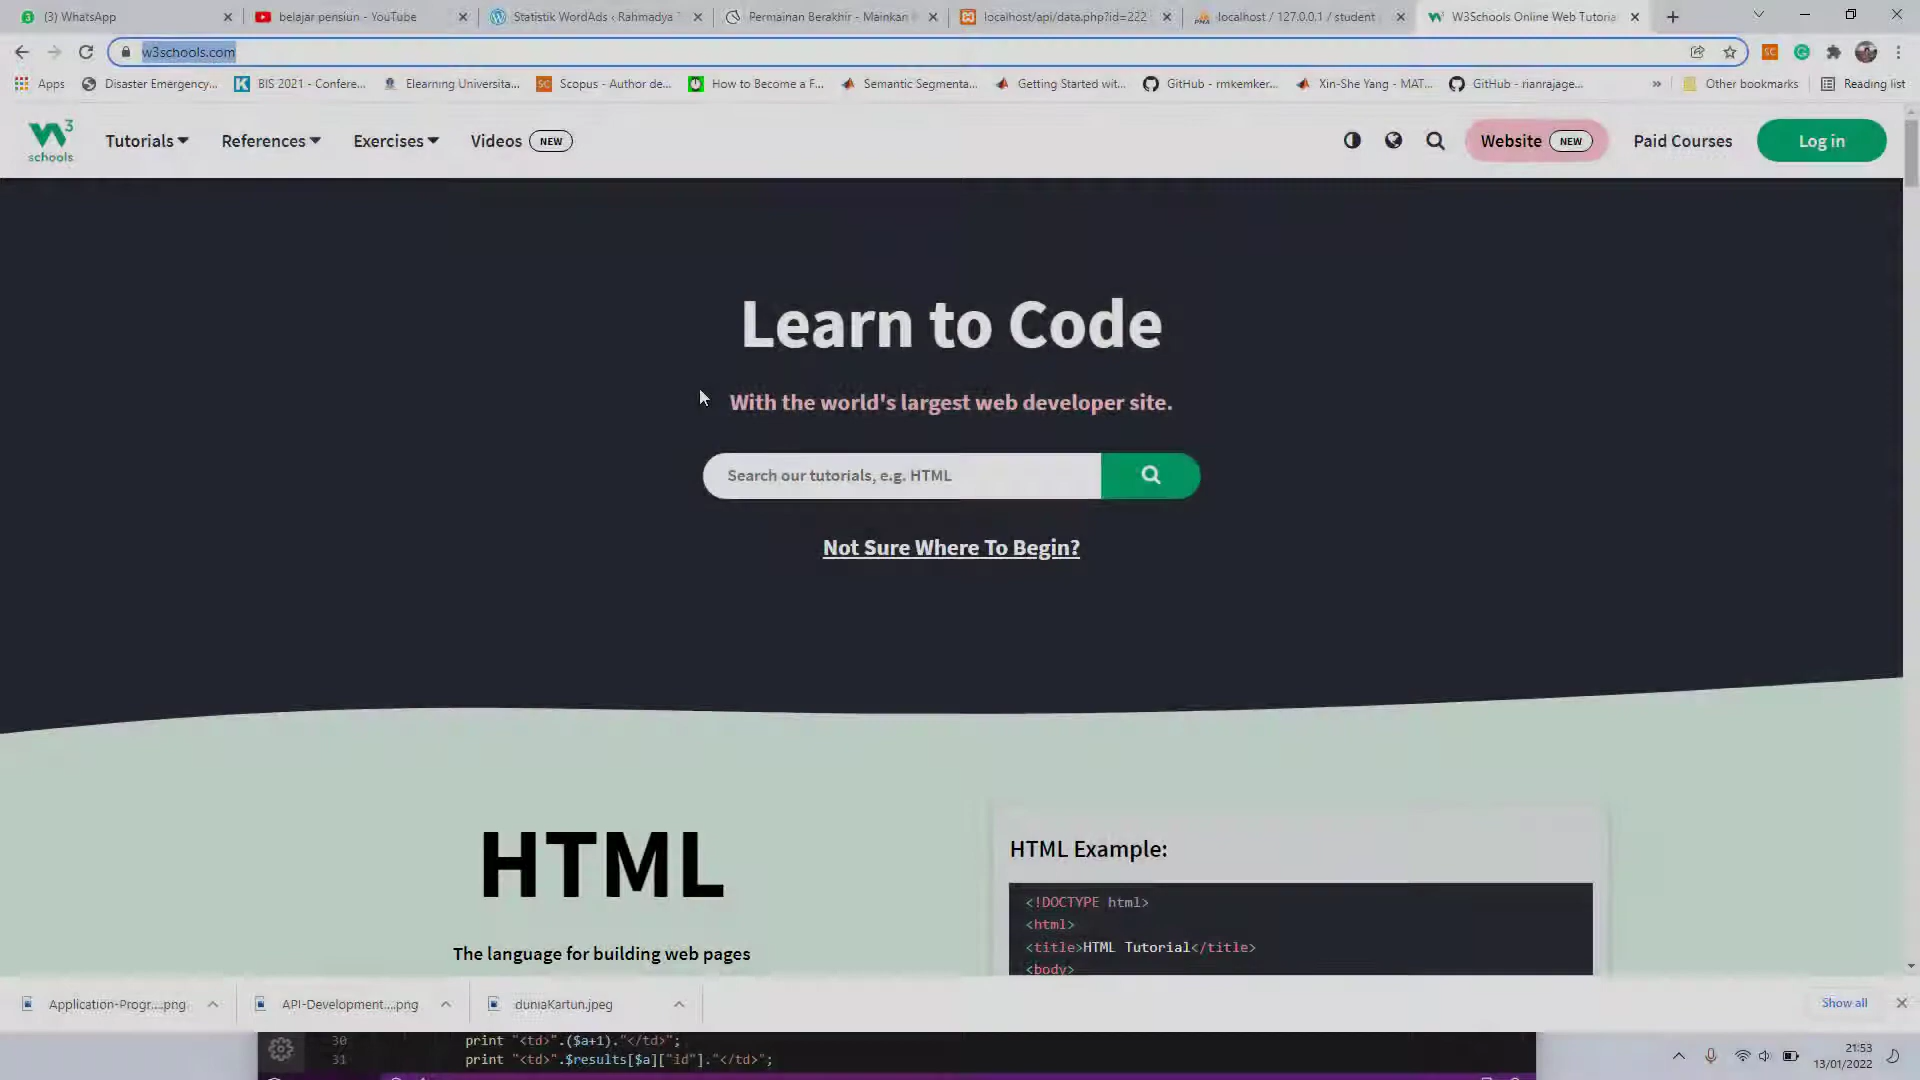 (3) WhatsApp
belajar pensiun - YouTube
Statistik WordAds ‹ Rahmadya
Permainan Berakhir - Mainkan
localhost/api/data.php?id=222
localhost / 127.0.0.1 / student
W3Schools Online Web Tutoria
w3schools.com
Apps
Disaster Emergency...
BIS 2021 - Confere...
Elearning Universita...
Scopus - Author de...
How to Become a F...
Semantic Segmenta...
Getting Started wit...
GitHub - rmkemker...
Xin-She Yang - MAT...
GitHub - rianrajage...
Other bookmarks
Reading list
W3 schools
Tutorials
References
Exercises
Videos NEW
Website NEW
Paid Courses
Log in
Learn to Code
With the world's largest web developer site.
Search our tutorials, e.g. HTML
Not Sure Where To Begin?
HTML
The language for building web pages
HTML Example:
<!DOCTYPE html>
<html>
<title>HTML Tutorial</title>
<body>
Application-Progr....png
API-Development....png
duniaKartun.jpeg
Show all
30 print "<td>".($a+1)."</td>";
31 print "<td>".$results[$a]["id"]."</td>";
21:53
13/01/2022